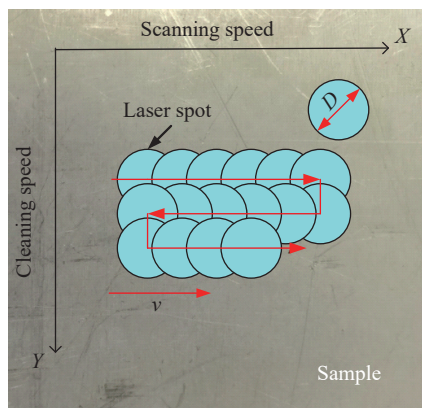 Scanning speed
X
D
Laser spot
Cleaning speed
v
Y
Sample